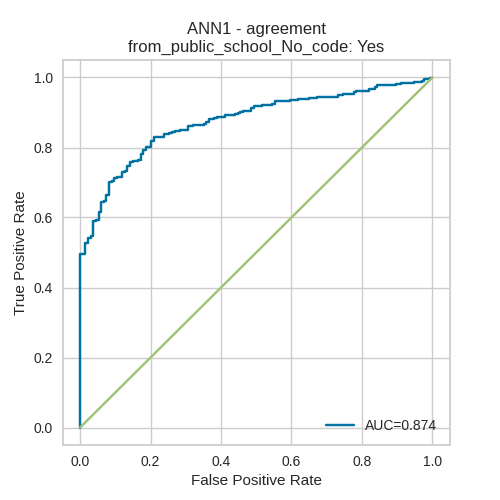 ANN1 - agreement
from_public_school_No_code: Yes
True Positive Rate
1.0
0.8
0.6
0.4
0.2
0.0
AUC=0.874
0.0 0.2 0.4 0.6 0.8 1.0
False Positive Rate